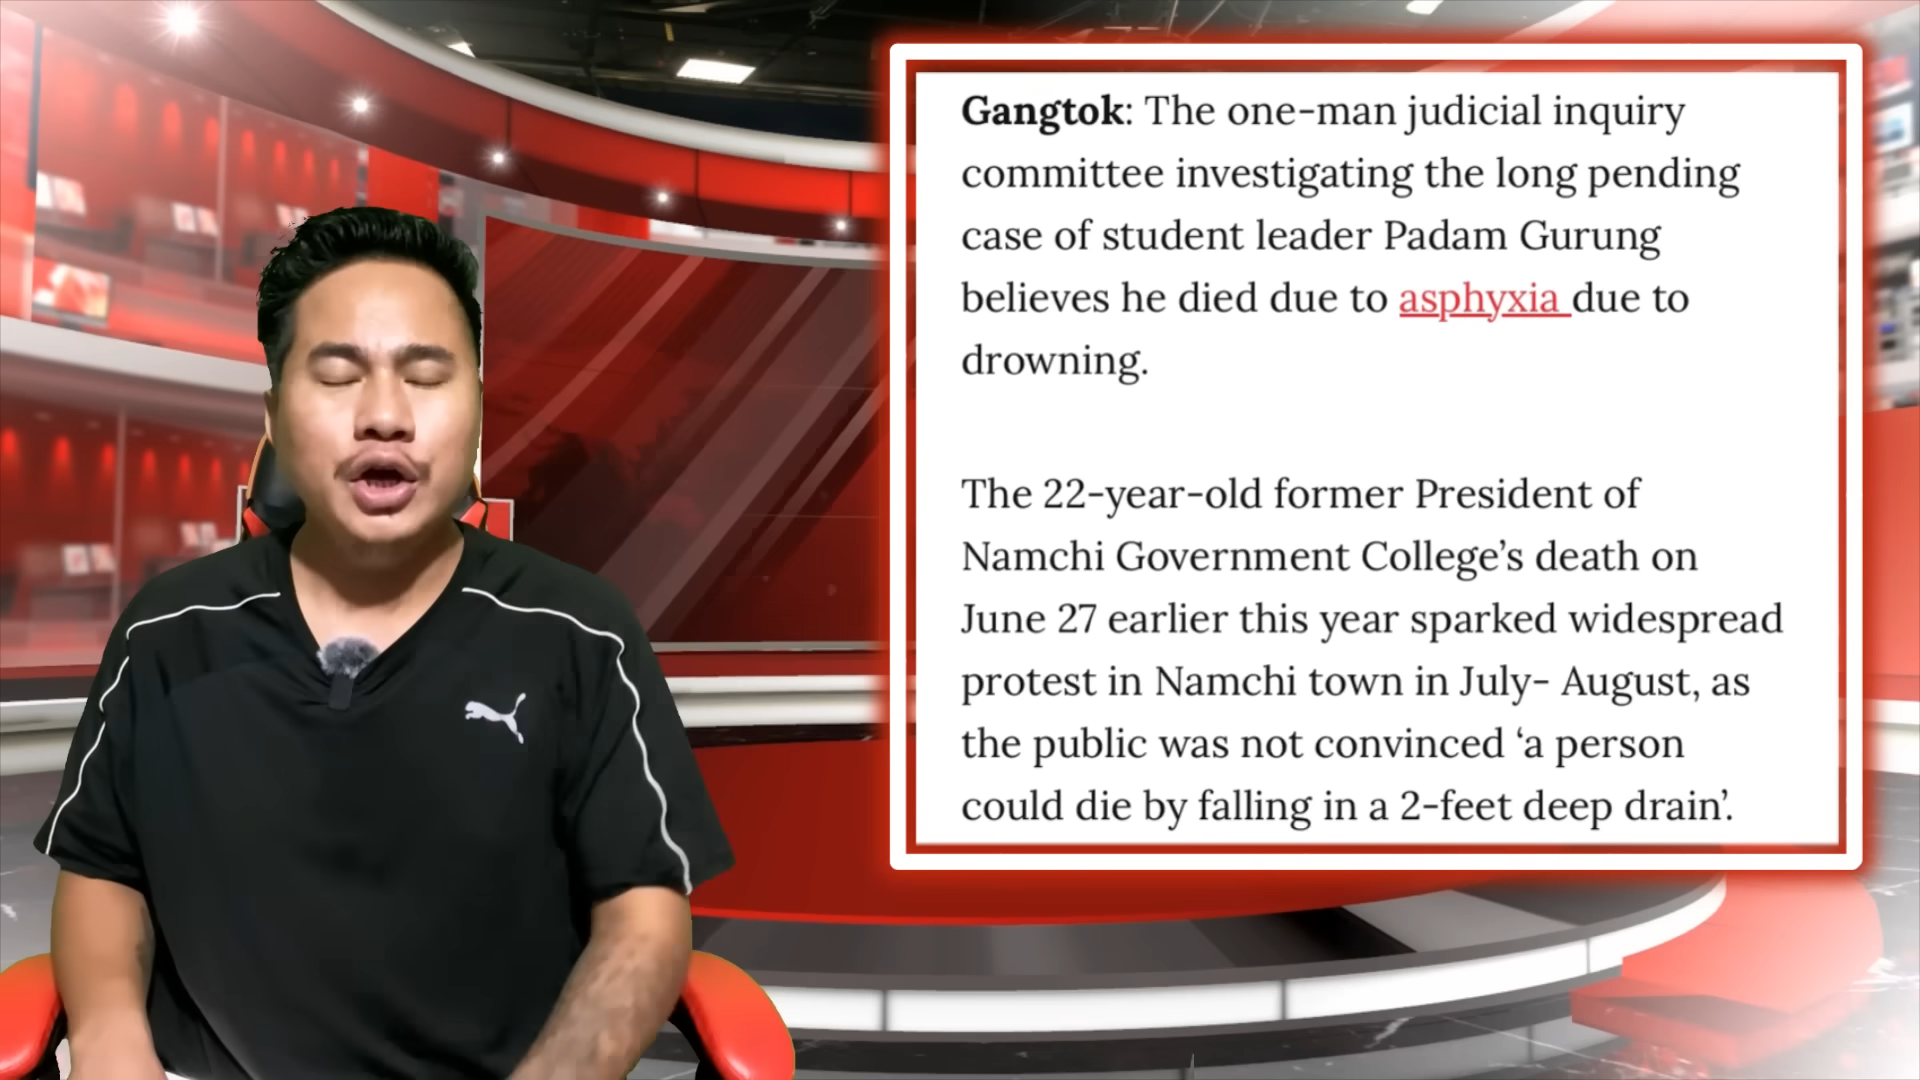 Gangtok: The one-man judicial inquiry
committee investigating the long pending
case of student leader Padam Gurung
believes he died due to asphyxia due to
drowning.
The 22-year-old former President of
Namchi Government College’s death on
June 27 earlier this year sparked widespread
protest in Namchi town in July- August, as
the public was not convinced ‘a person
could die by falling in a 2-feet deep drain’.